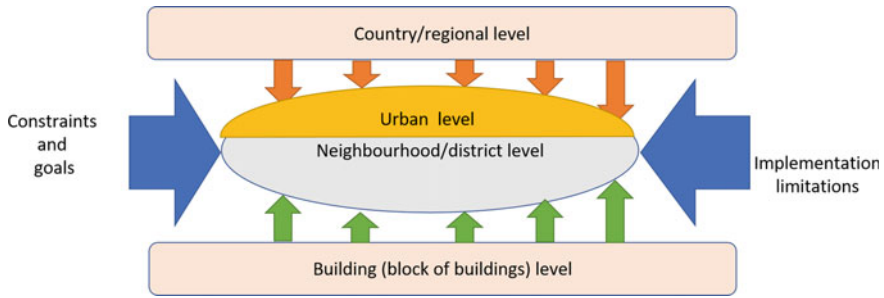 Country/regional level
Constraints
and
goals
Urban level
Neighbourhood/district level
Implementation
limitations
Building (block of buildings) level